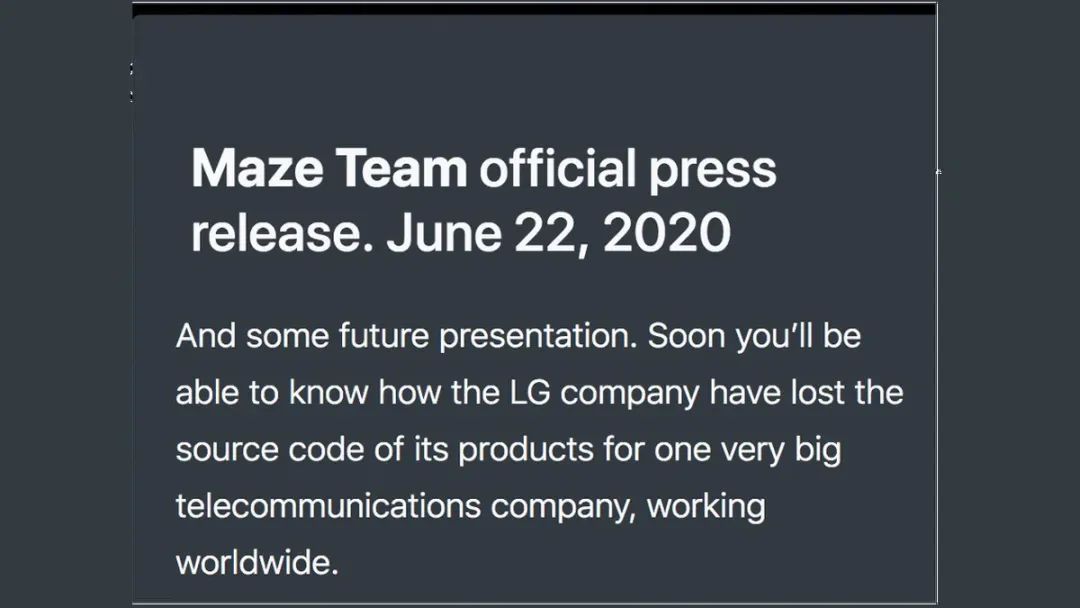 Maze Team official press
release. June 22, 2020
And some future presentation. Soon you’ll be
able to know how the LG company have lost the
source code of its products for one very big
telecommunications company, working
worldwide.